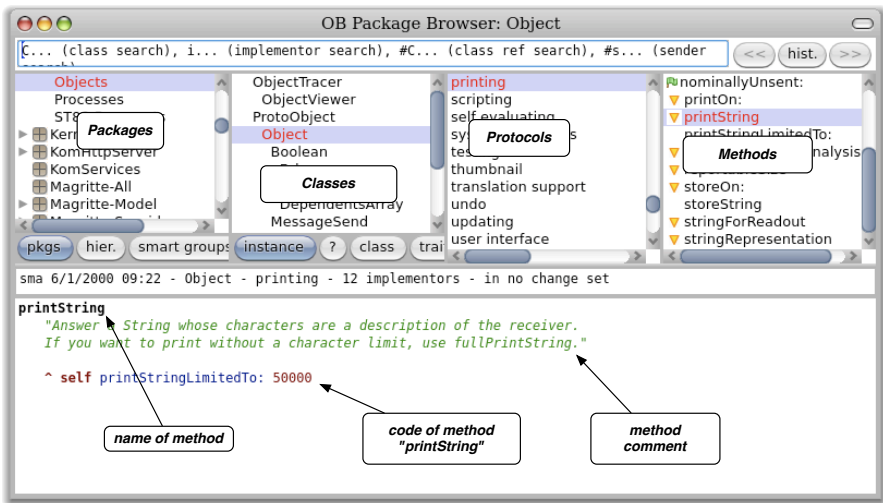 OB Package Browser: Object
C... (class search), i... (implementor search), #C... (class ref search), #s... (sender
<< hist. >>
Objects
Processes
ST8
Kern
KomHttpServer
KomServices
Magritte-All
Magritte-Model
Packages
ObjectTracer
ObjectViewer
ProtoObject
Object
Boolean
DependentsArray
MessageSend
Classes
printing
scripting
self evaluating
thumbnail
translation support
undo
updating
user interface
Protocols
nominallyUnsent:
printOn:
printString
printStringLimitedTo:
storeOn:
storeString
stringForReadout
stringRepresentation
Methods
pkgs hier. smart groups instance ? class trai
sma 6/1/2000 09:22 - Object - printing - 12 implementors - in no change set
printString
"Answer a String whose characters are a description of the receiver.
If you want to print without a character limit, use fullPrintString."
^ self printStringLimitedTo: 50000
name of method
code of method
"printString"
method
comment